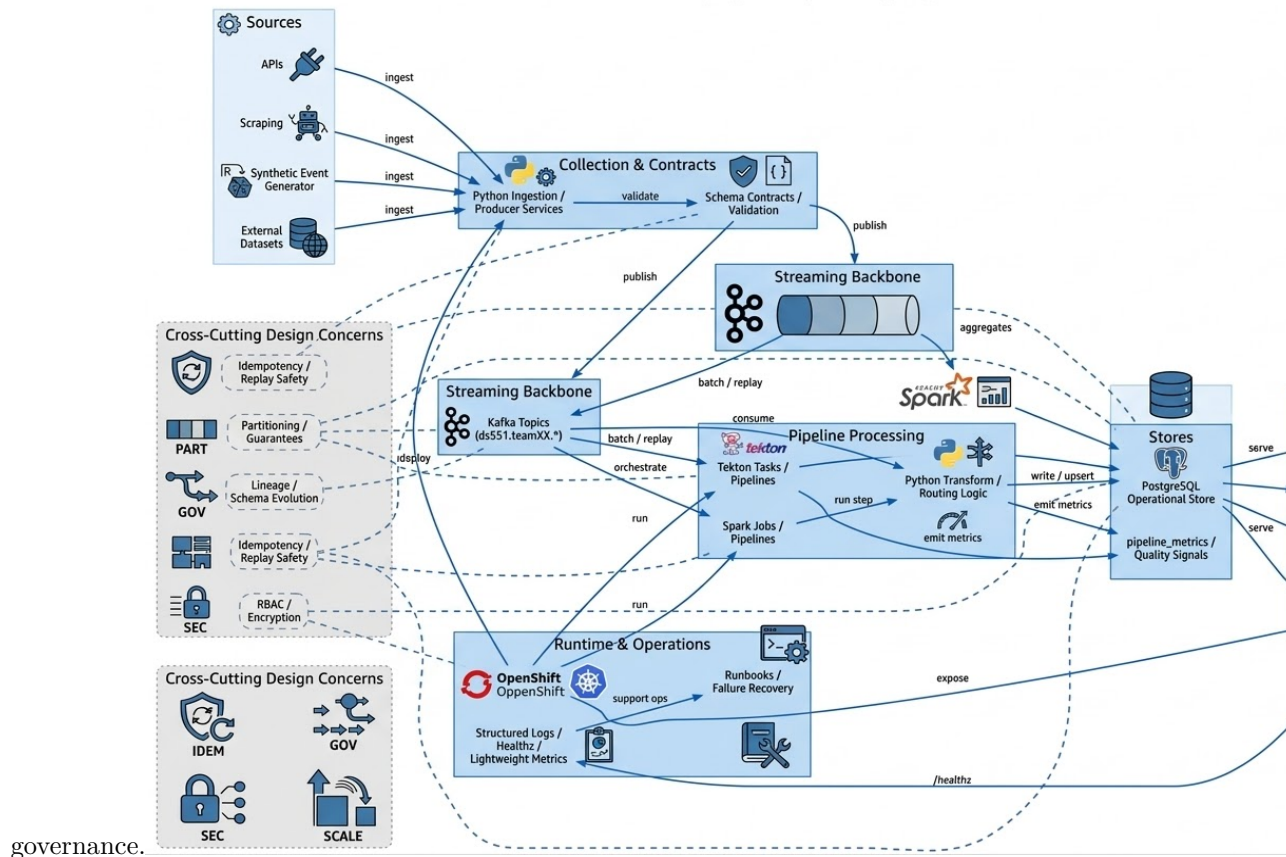 Sources
APIs
ingest
Scraping
ingest
R
Synthetic Event
Generator
ingest
External
Datasets
ingest
Collection & Contracts
Python Ingestion /
Producer Services
validate
{ }
Schema Contracts /
Validation
publish
publish
Streaming Backbone
aggregates
batch / replay
APACHE
Spark
Cross-Cutting Design Concerns
Idempotency /
Replay Safety
PART
Partitioning /
Guarantees
GOV
Lineage /
Schema Evolution
Idempotency /
Replay Safety
SEC
RBAC /
Encryption
Streaming Backbone
Kafka Topics
(ds551.teamXX.*)
idsploy
consume
batch / replay
orchestrate
run
run
Pipeline Processing
tekton
Tekton Tasks /
Pipelines
Spark Jobs /
Pipelines
run step
Python Transform /
Routing Logic
emit metrics
write / upsert
emit metrics
Stores
PostgreSQL
Operational Store
pipeline_metrics /
Quality Signals
serve
serve
Runtime & Operations
OpenShift
OppenShift
support ops
Runbooks /
Failure Recovery
Structured Logs /
Healthz /
Lightweight Metrics
expose
/healthz
Cross-Cutting Design Concerns
IDEM
GOV
SEC
SCALE
governance.